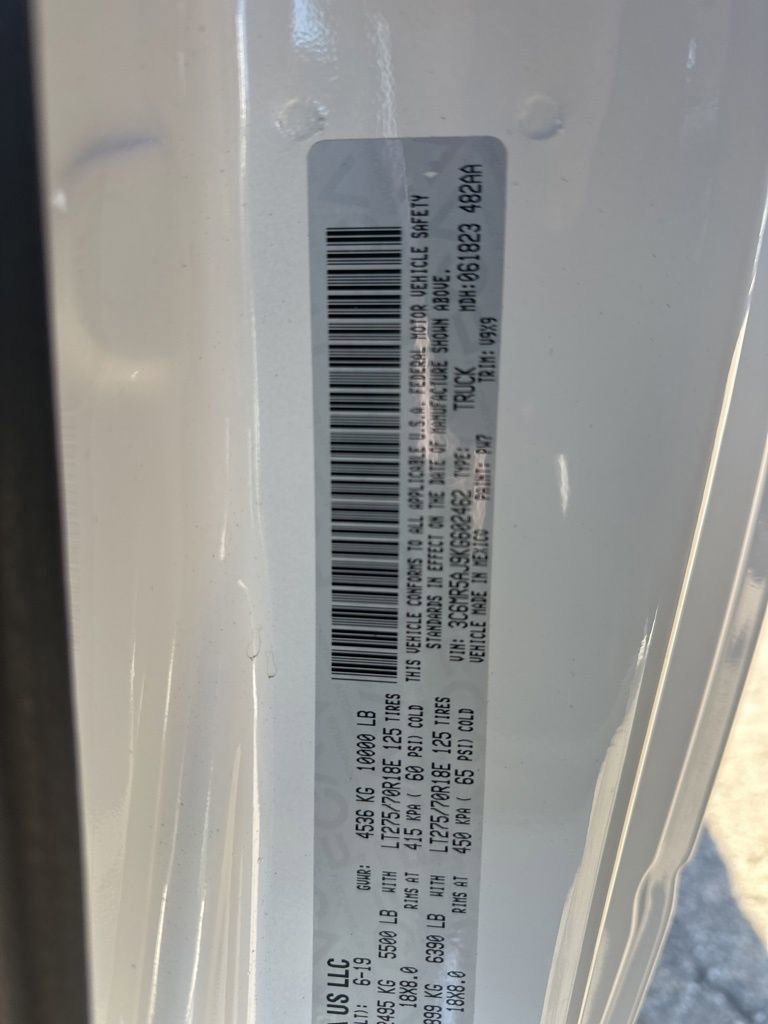 A US LLC
LT): 6-19 GVWR: 4536 KG 10000 LB
2495 KG 5500 LB WITH LT275/70R18E 125 TIRES
18X8.0 RIMS AT 415 KPA ( 60 PSI) COLD
899 KG 6390 LB WITH LT275/70R18E 125 TIRES
18X8.0 RIMS AT 450 KPA ( 65 PSI) COLD
THIS VEHICLE CONFORMS TO ALL APPLICABLE U.S.A. FEDERAL MOTOR VEHICLE SAFETY
STANDARDS IN EFFECT ON THE DATE OF MANUFACTURE SHOWN ABOVE.
VIN: 3C6MR5AJ9KG602462 TYPE: TRUCK MDH:061823 482AA
VEHICLE MADE IN MEXICO PAINT: PW7 TRIM: V9X9